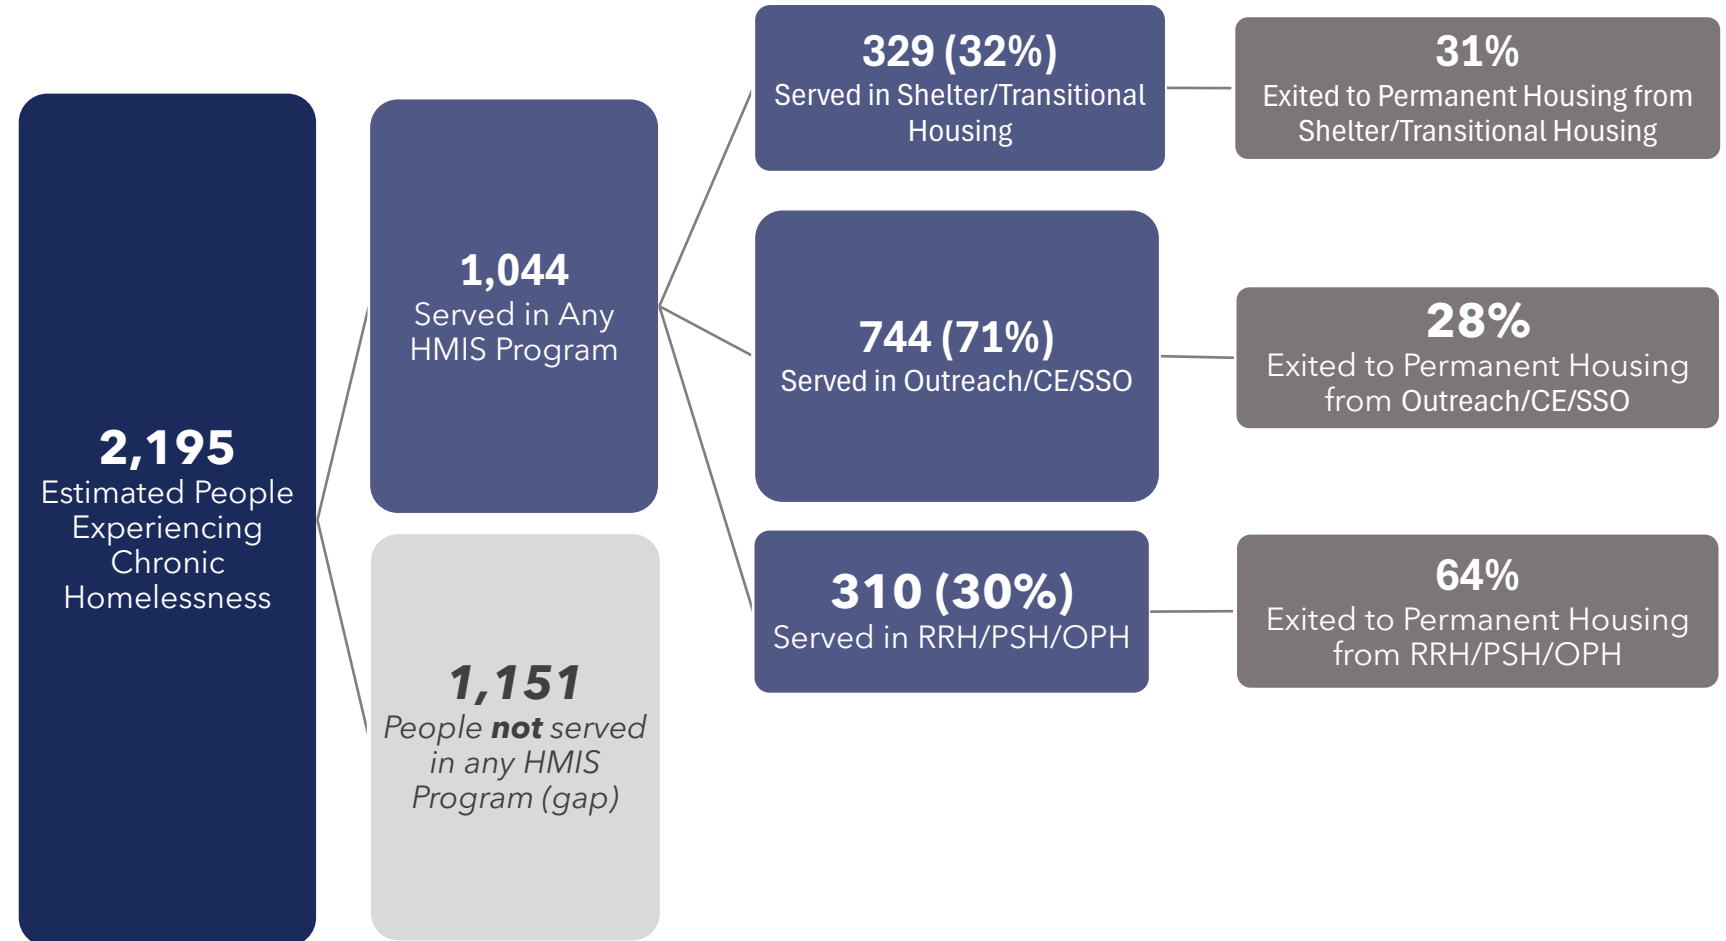 2,195
Estimated People
Experiencing
Chronic
Homelessness
1,044
Served in Any
HMIS Program
1,151
People not served
in any HMIS
Program (gap)
329 (32%)
Served in Shelter/Transitional
Housing
744 (71%)
Served in Outreach/CE/SSO
310 (30%)
Served in RRH/PSH/OPH
31%
Exited to Permanent Housing from
Shelter/Transitional Housing
28%
Exited to Permanent Housing
from Outreach/CE/SSO
64%
Exited to Permanent Housing
from RRH/PSH/OPH